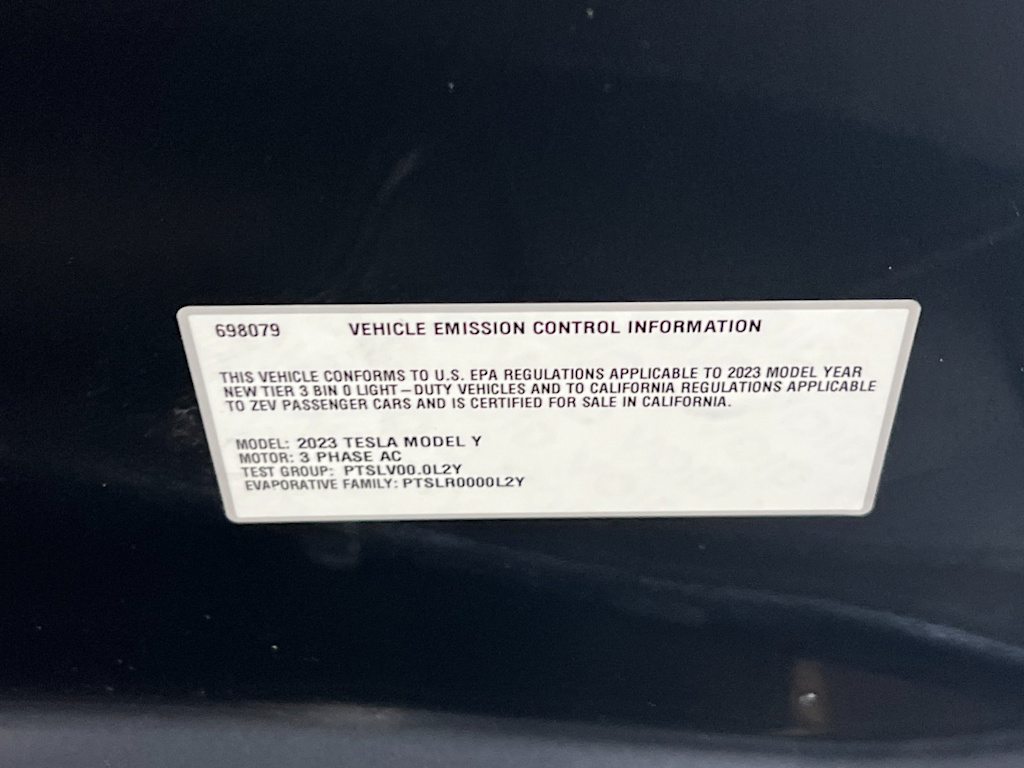 698079 VEHICLE EMISSION CONTROL INFORMATION
THIS VEHICLE CONFORMS TO U.S. EPA REGULATIONS APPLICABLE TO 2023 MODEL YEAR
NEW TIER 3 BIN 0 LIGHT-DUTY VEHICLES AND TO CALIFORNIA REGULATIONS APPLICABLE
TO ZEV PASSENGER CARS AND IS CERTIFIED FOR SALE IN CALIFORNIA.
MODEL: 2023 TESLA MODEL Y
MOTOR: 3 PHASE AC
TEST GROUP: PTSLV00.0L2Y
EVAPORATIVE FAMILY: PTSLR0000L2Y